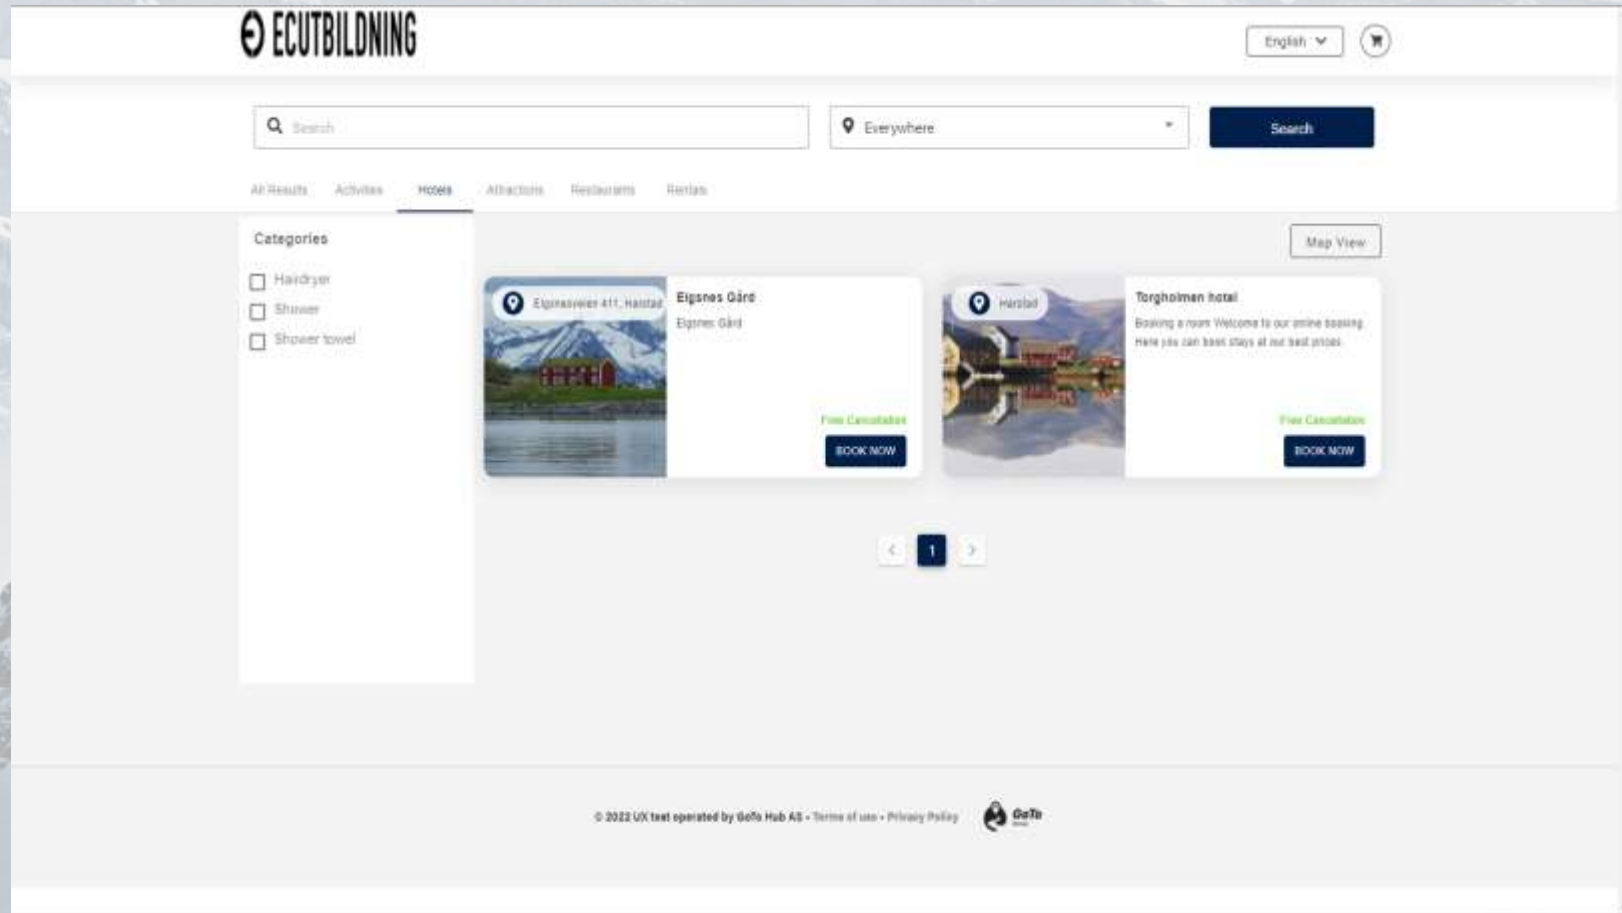 ECUTBILDNING
English
Search
Everywhere
Search
All Results Activities Hotels Attractions Restaurants Rentals
Categories
Map View
Hairdryer
Shower
Shower towel
Elgsnesveien 411, Harstad
Elgsnes Gård
Elgsnes Gård
Free Cancellation
BOOK NOW
Harstad
Torgholmen hotel
Booking a room Welcome to our online booking.
Here you can book stays at our best prices.
Free Cancellation
BOOK NOW
< 1 >
© 2022 UX test operated by GoTo Hub AS • Terms of use • Privacy Policy
GoTo